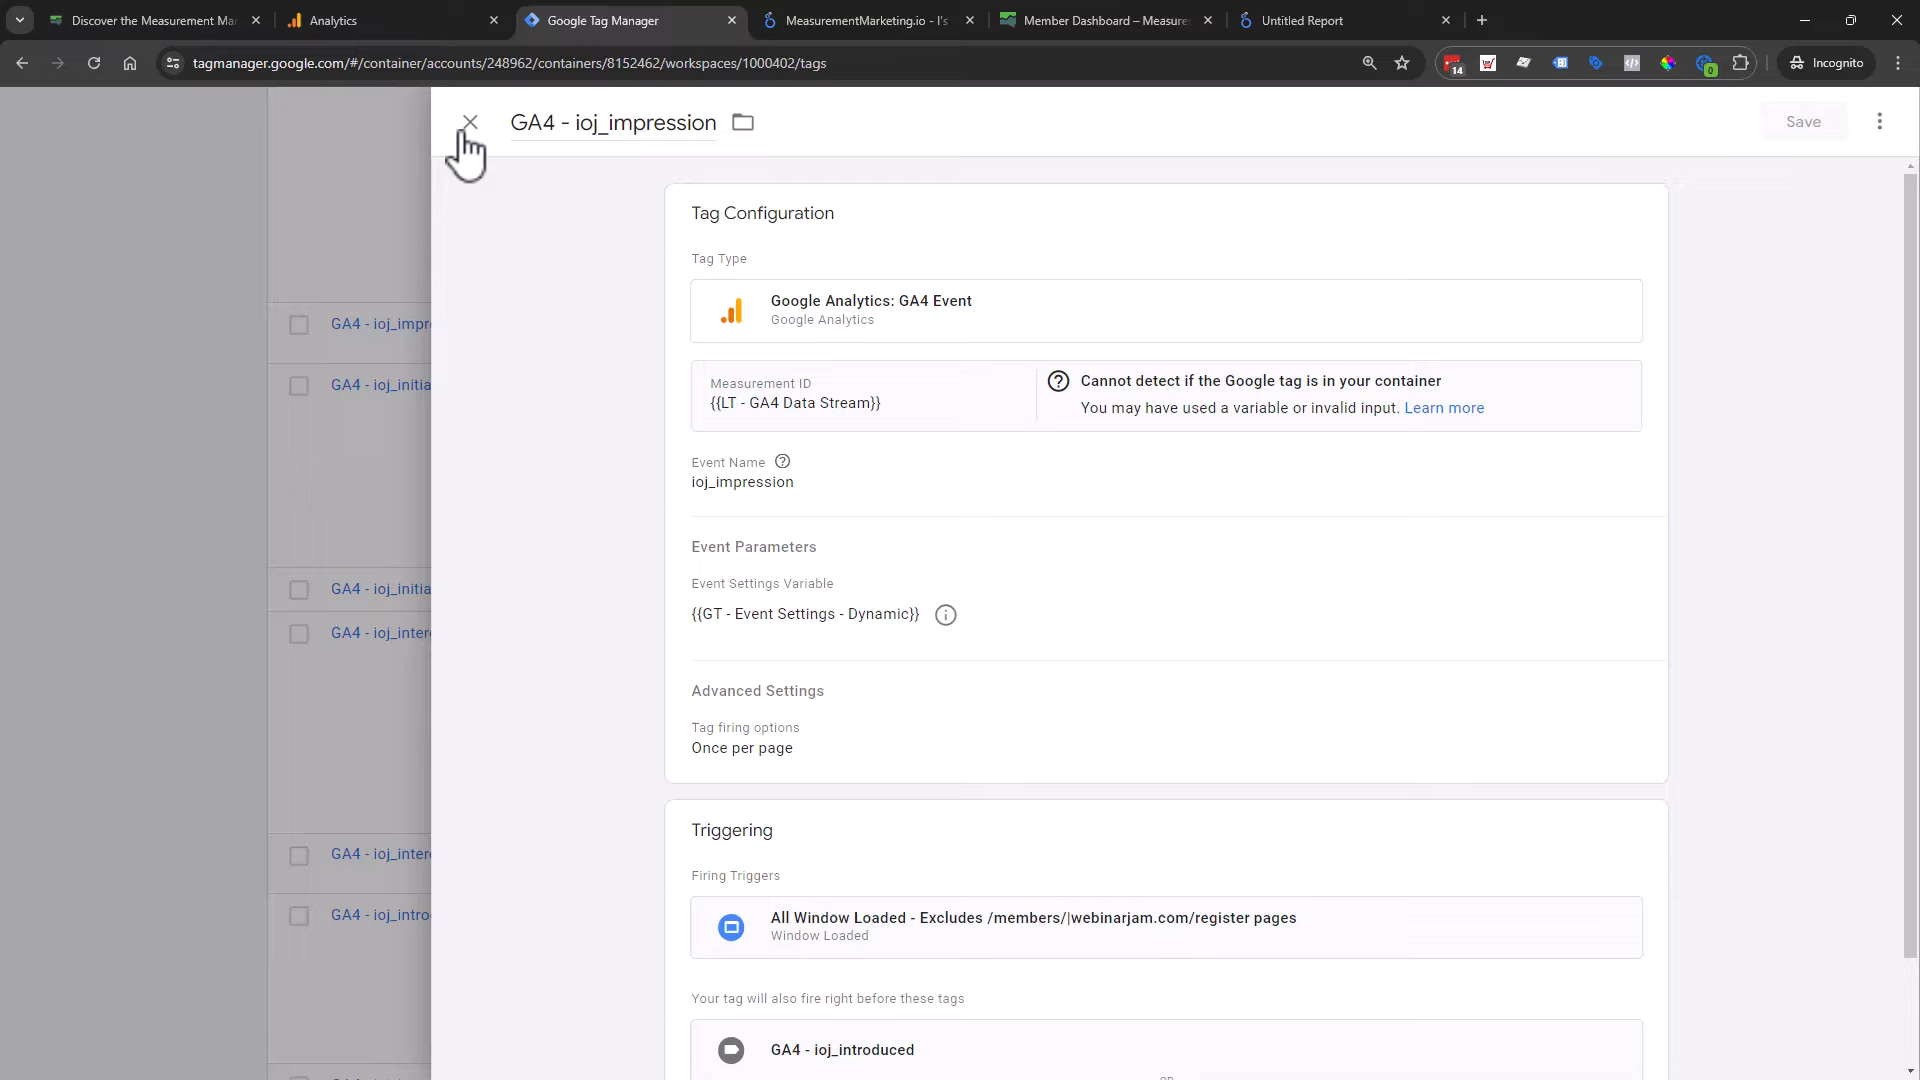 Discover the Measurement Ma
Analytics
Google Tag Manager
MeasurementMarketing.io - I's
Member Dashboard – Measure
Untitled Report
tagmanager.google.com/#/container/accounts/248962/containers/8152462/workspaces/1000402/tags
14
0
Incognito
GA4 - ioj_impression
Save
Tag Configuration
Tag Type
Google Analytics: GA4 Event
Google Analytics
GA4 - ioj_impre
Measurement ID
{{LT - GA4 Data Stream}}
Cannot detect if the Google tag is in your container
You may have used a variable or invalid input. Learn more
GA4 - ioj_initia
Event Name
ioj_impression
Event Parameters
Event Settings Variable
{{GT - Event Settings - Dynamic}}
GA4 - ioj_initia
GA4 - ioj_intere
Advanced Settings
Tag firing options
Once per page
Triggering
GA4 - ioj_intere
Firing Triggers
All Window Loaded - Excludes /members/|webinarjam.com/register pages
Window Loaded
GA4 - ioj_intro
Your tag will also fire right before these tags
GA4 - ioj_introduced